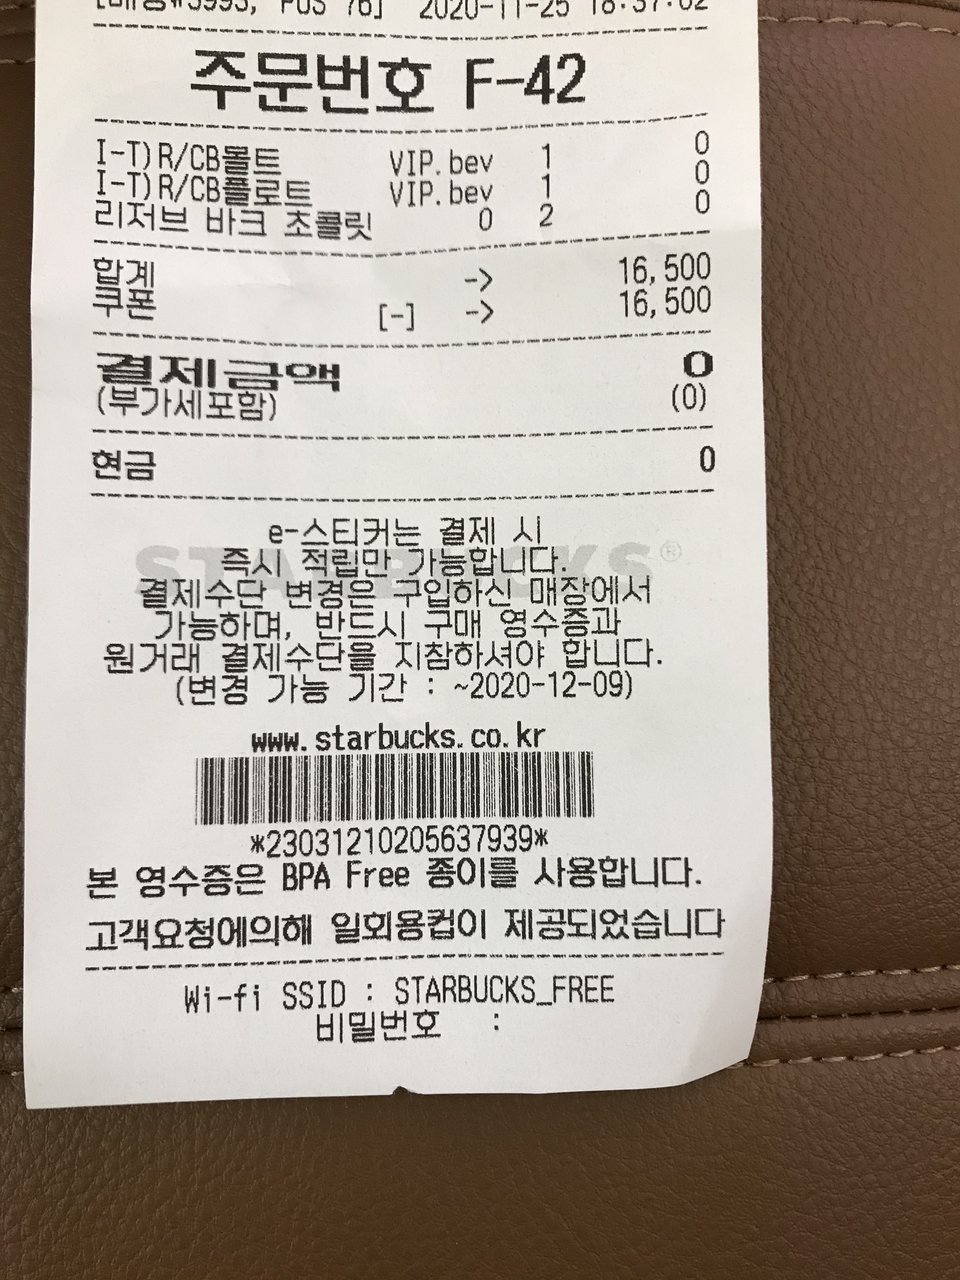 [매장#3993, POS 76] 2020-11-25 18:37:02
주문번호 F-42
I-T)R/CB몰트 VIP.bev 1 0
I-T)R/CB플로트 VIP.bev 1 0
리저브 바크 초콜릿 0 2 0
합계 -> 16,500
쿠폰 [-] -> 16,500
결제금액 0
(부가세포함) (0)
현금 0
STARBUCKS®
e-스티커는 결제 시
즉시 적립만 가능합니다.
결제수단 변경은 구입하신 매장에서
가능하며, 반드시 구매 영수증과
원거래 결제수단을 지참하셔야 합니다.
(변경 가능 기간 : ~2020-12-09)
www.starbucks.co.kr
*23031210205637939*
본 영수증은 BPA Free 종이를 사용합니다.
고객요청에의해 일회용컵이 제공되었습니다
Wi-fi SSID : STARBUCKS_FREE
비밀번호 :